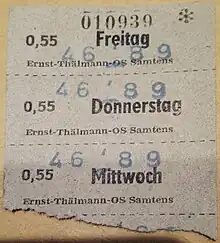 010939 *
0,55 Freitag
46 '89
Ernst-Thälmann-OS Samtens
46 '89
0,55 Donnerstag
Ernst-Thälmann-OS Samtens
46 '89
0,55 Mittwoch
Ernst-Thälmann-OS Samtens